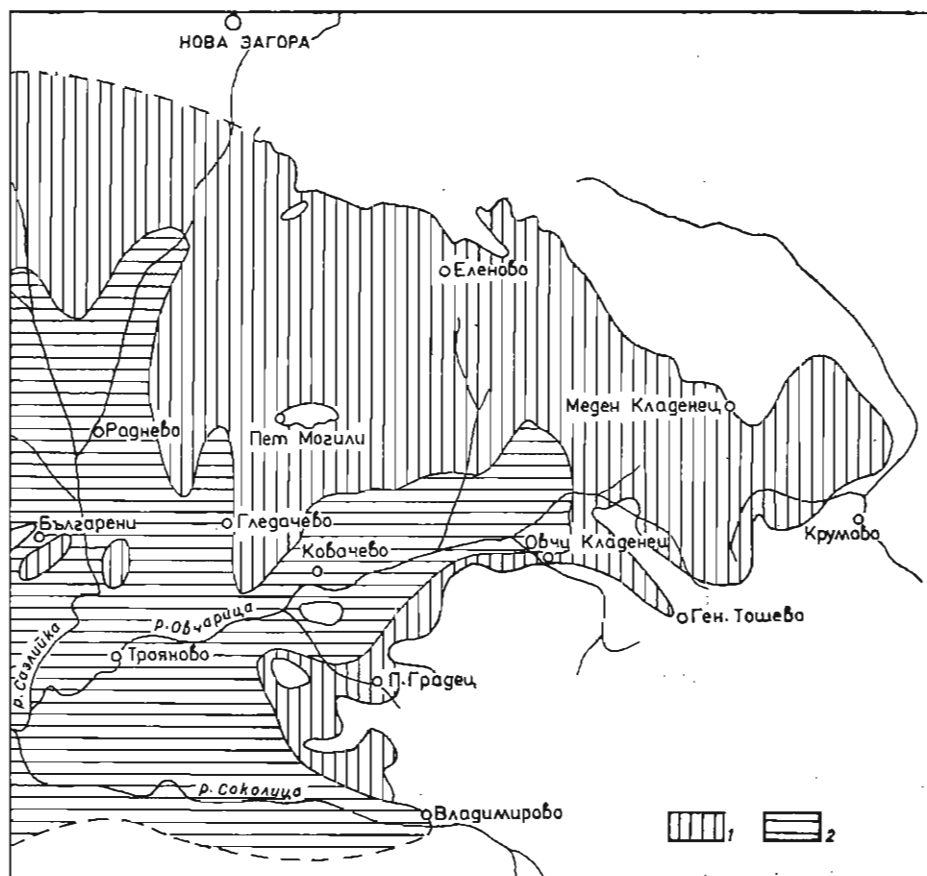 НОВА ЗАГОРА
Еленово
Меден Кладенец
Раднево
Пет Могили
Българени
Гледачево
Крумово
Овчи Кладенец
Ковачево
р. Овчарица
Ген. Тошева
Трояново
р. Сазлийка
П. Градец
р. Соколица
Владимирово
1
2